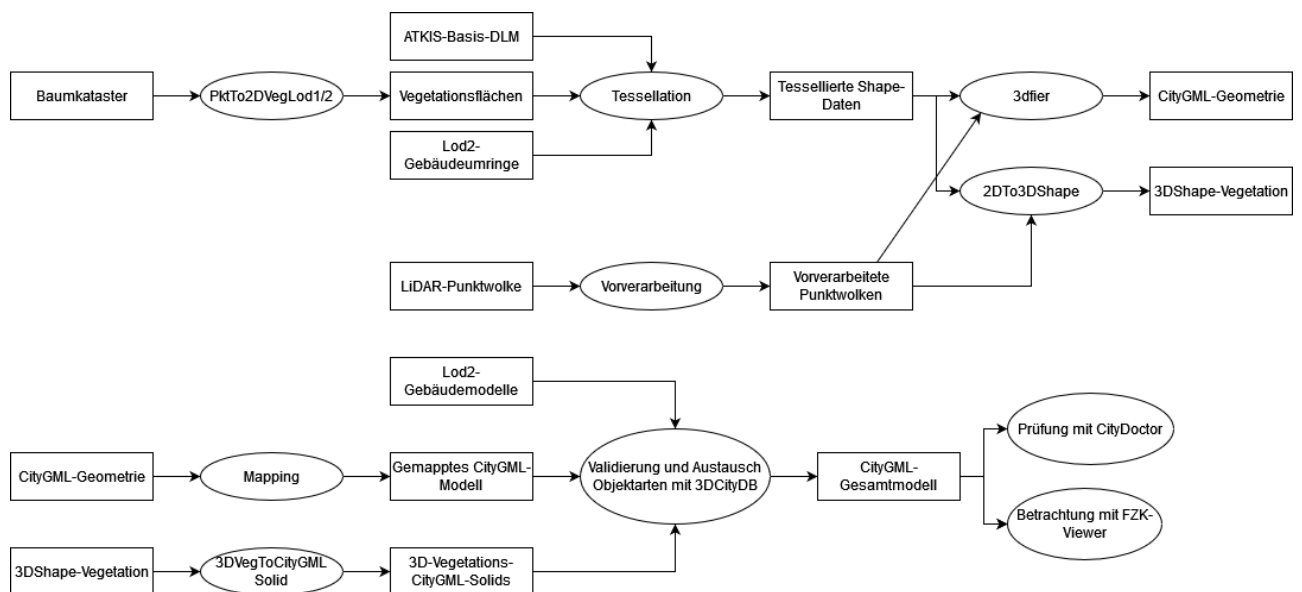 ATKIS-Basis-DLM
Baumkataster
PktTo2DVegLod1/2
Vegetationsflächen
Tessellation
Tessellierte Shape-
Daten
3dfier
CityGML-Geometrie
Lod2-
Gebäudeumringe
2DTo3DShape
3DShape-Vegetation
LiDAR-Punktwolke
Vorverarbeitung
Vorverarbeitete
Punktwolken
Lod2-
Gebäudemodelle
Prüfung mit CityDoctor
CityGML-Geometrie
Mapping
Gemapptes CityGML-
Modell
Validierung und Austausch
Objektarten mit 3DCityDB
CityGML-
Gesamtmodell
Betrachtung mit FZK-
Viewer
3DShape-Vegetation
3DVegToCityGML
Solid
3D-Vegetations-
CityGML-Solids